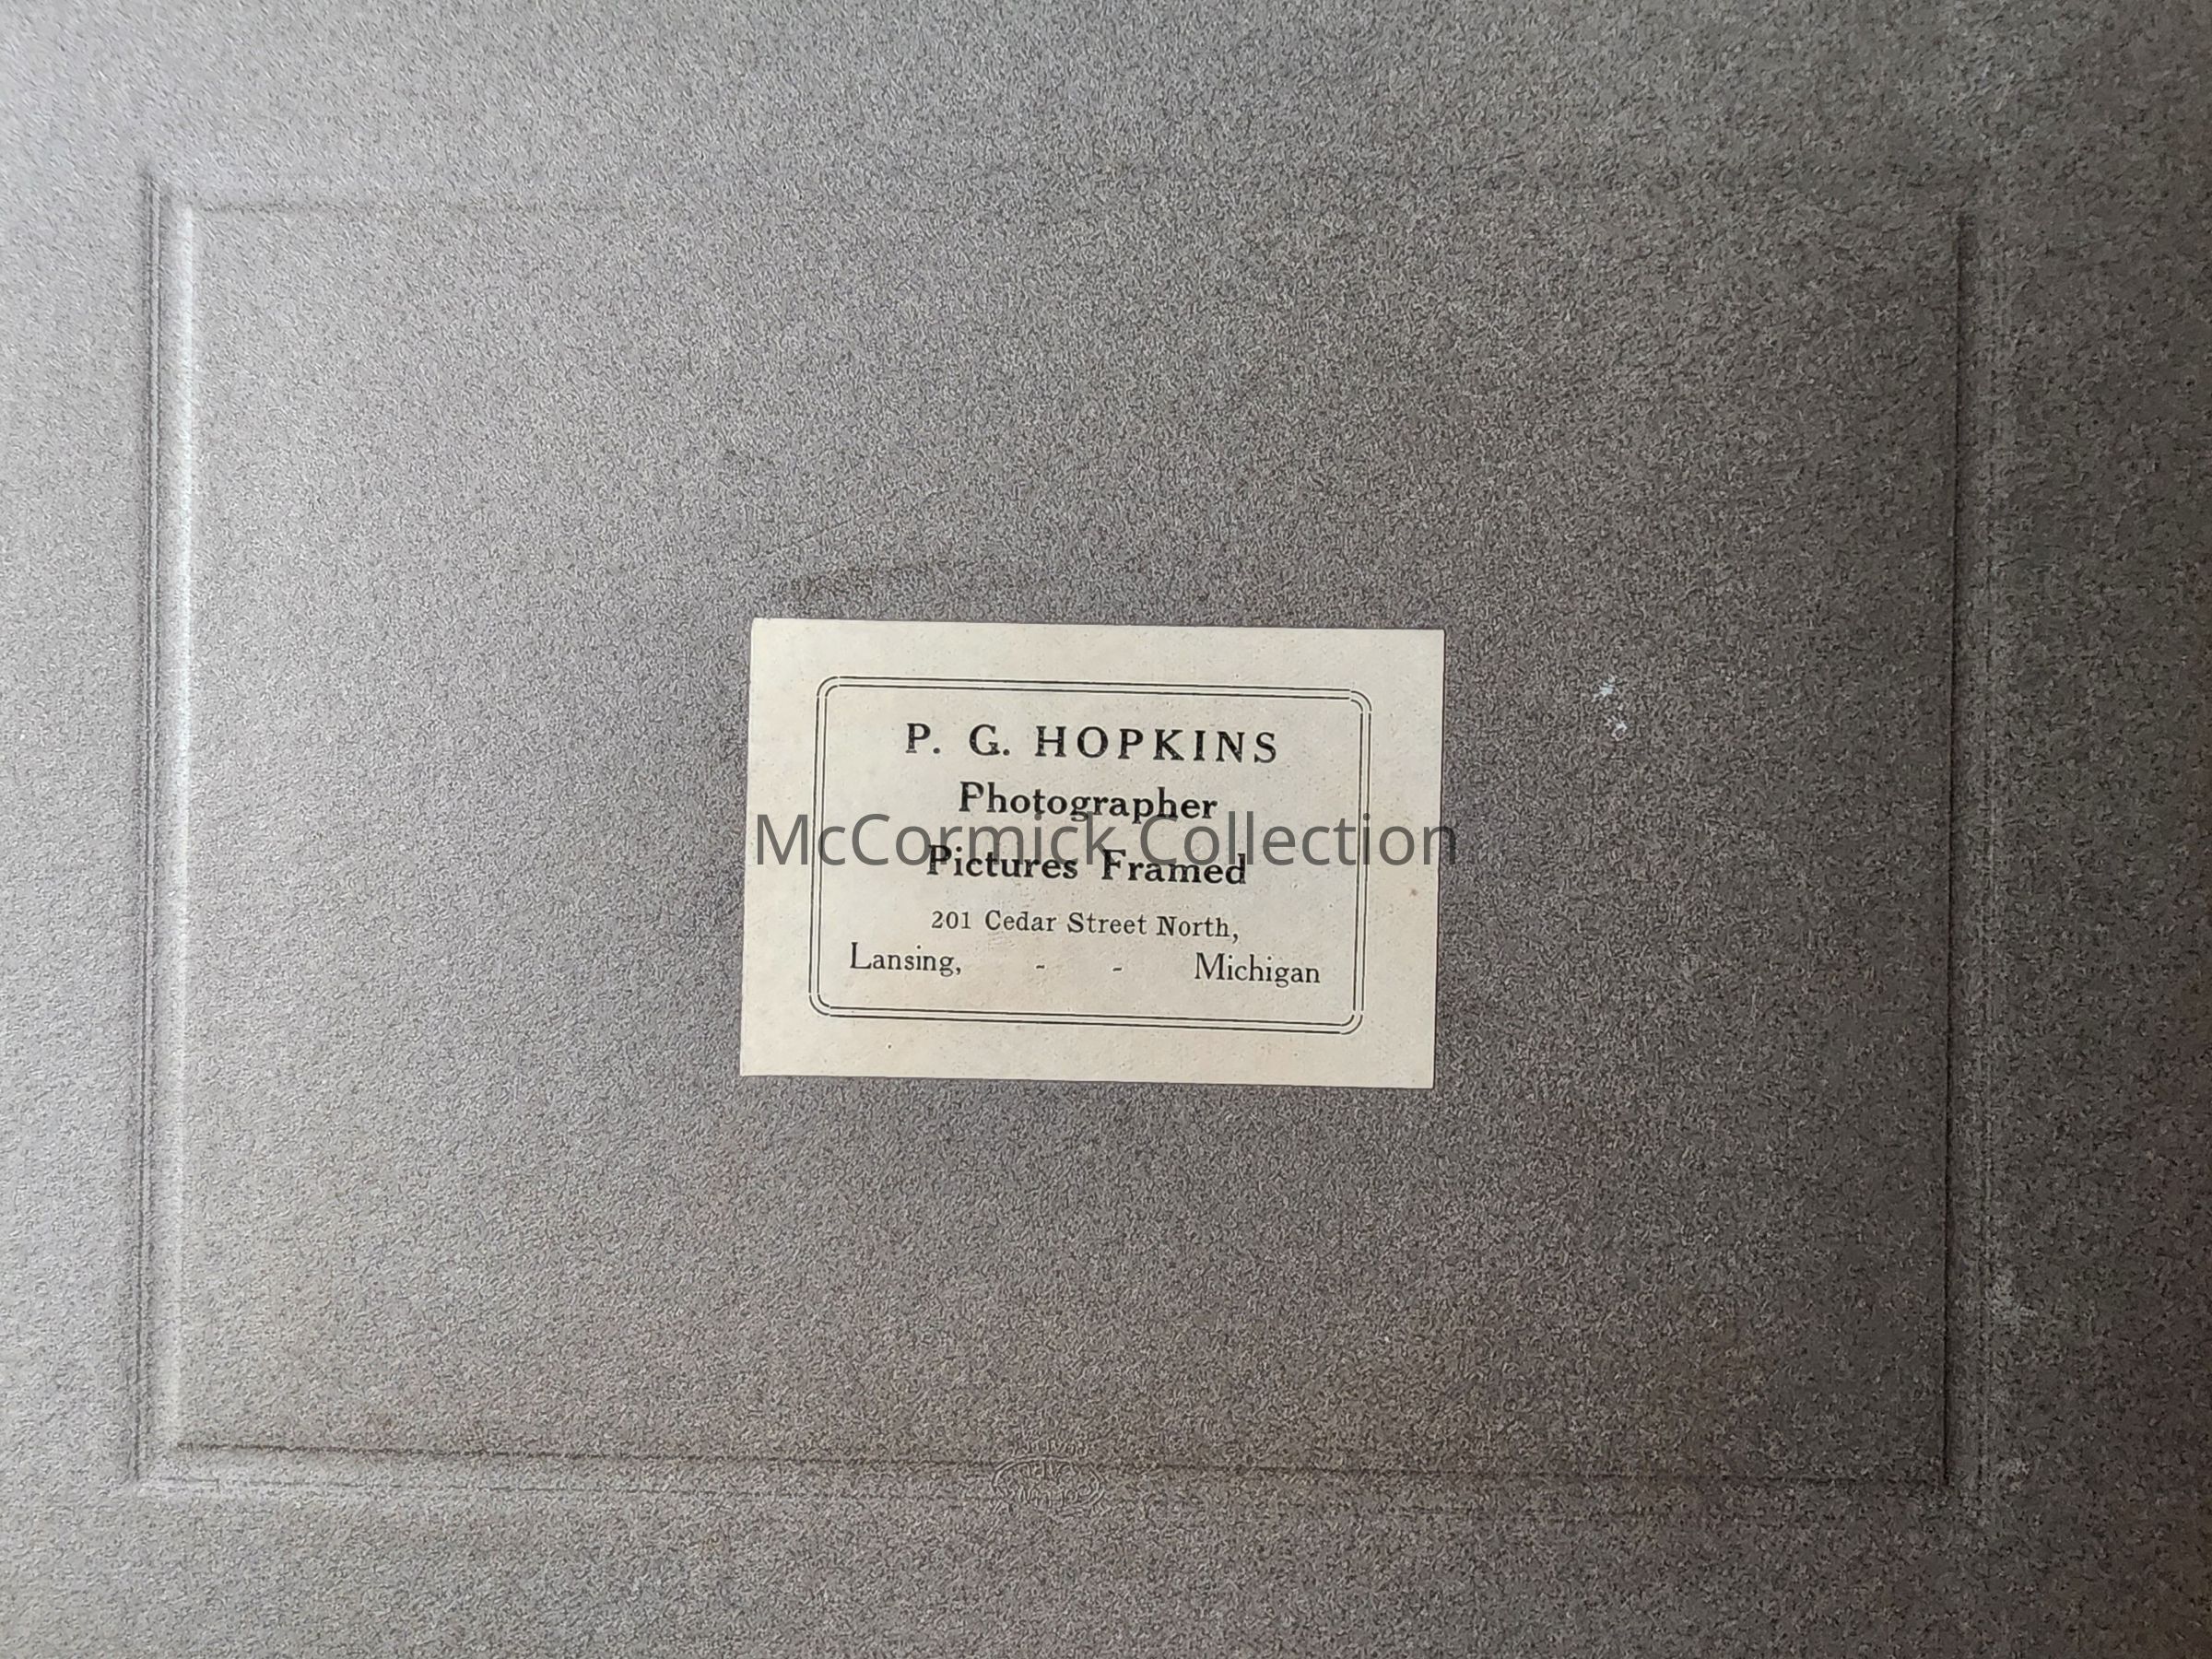 P. G. HOPKINS
Photographer
McCormick Collection
Pictures Framed
201 Cedar Street North,
Lansing, - - Michigan